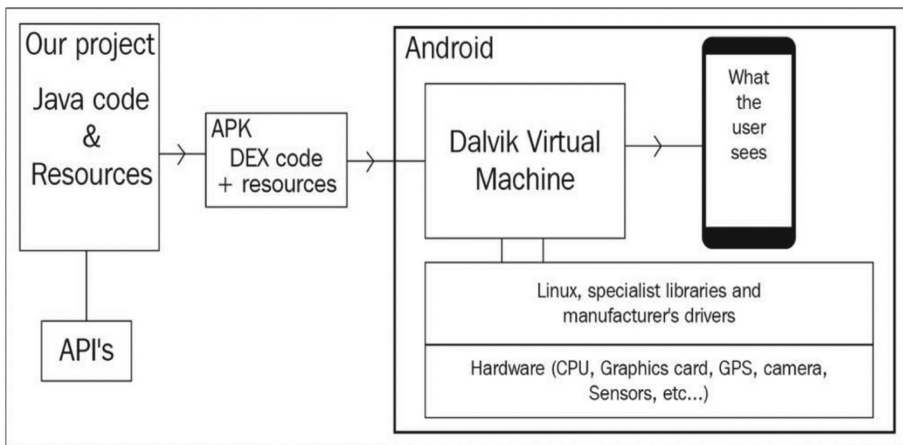 Our project
Java code
&
Resources
API's
APK
DEX code
+ resources
Android
Dalvik Virtual
Machine
What
the
user
sees
Linux, specialist libraries and
manufacturer's drivers
Hardware (CPU, Graphics card, GPS, camera,
Sensors, etc...)